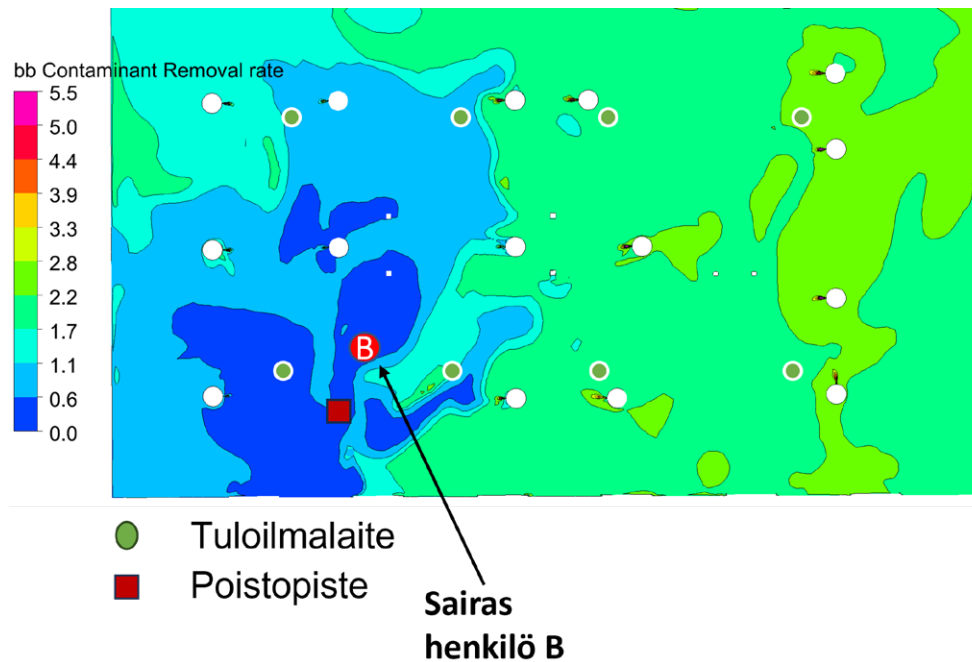 bb Contaminant Removal rate
5.5
5.0
4.4
3.9
3.3
2.8
2.2
1.7
1.1
0.6
0.0
B
Tuloilmalaite
Poistopiste
Sairas
henkilö B